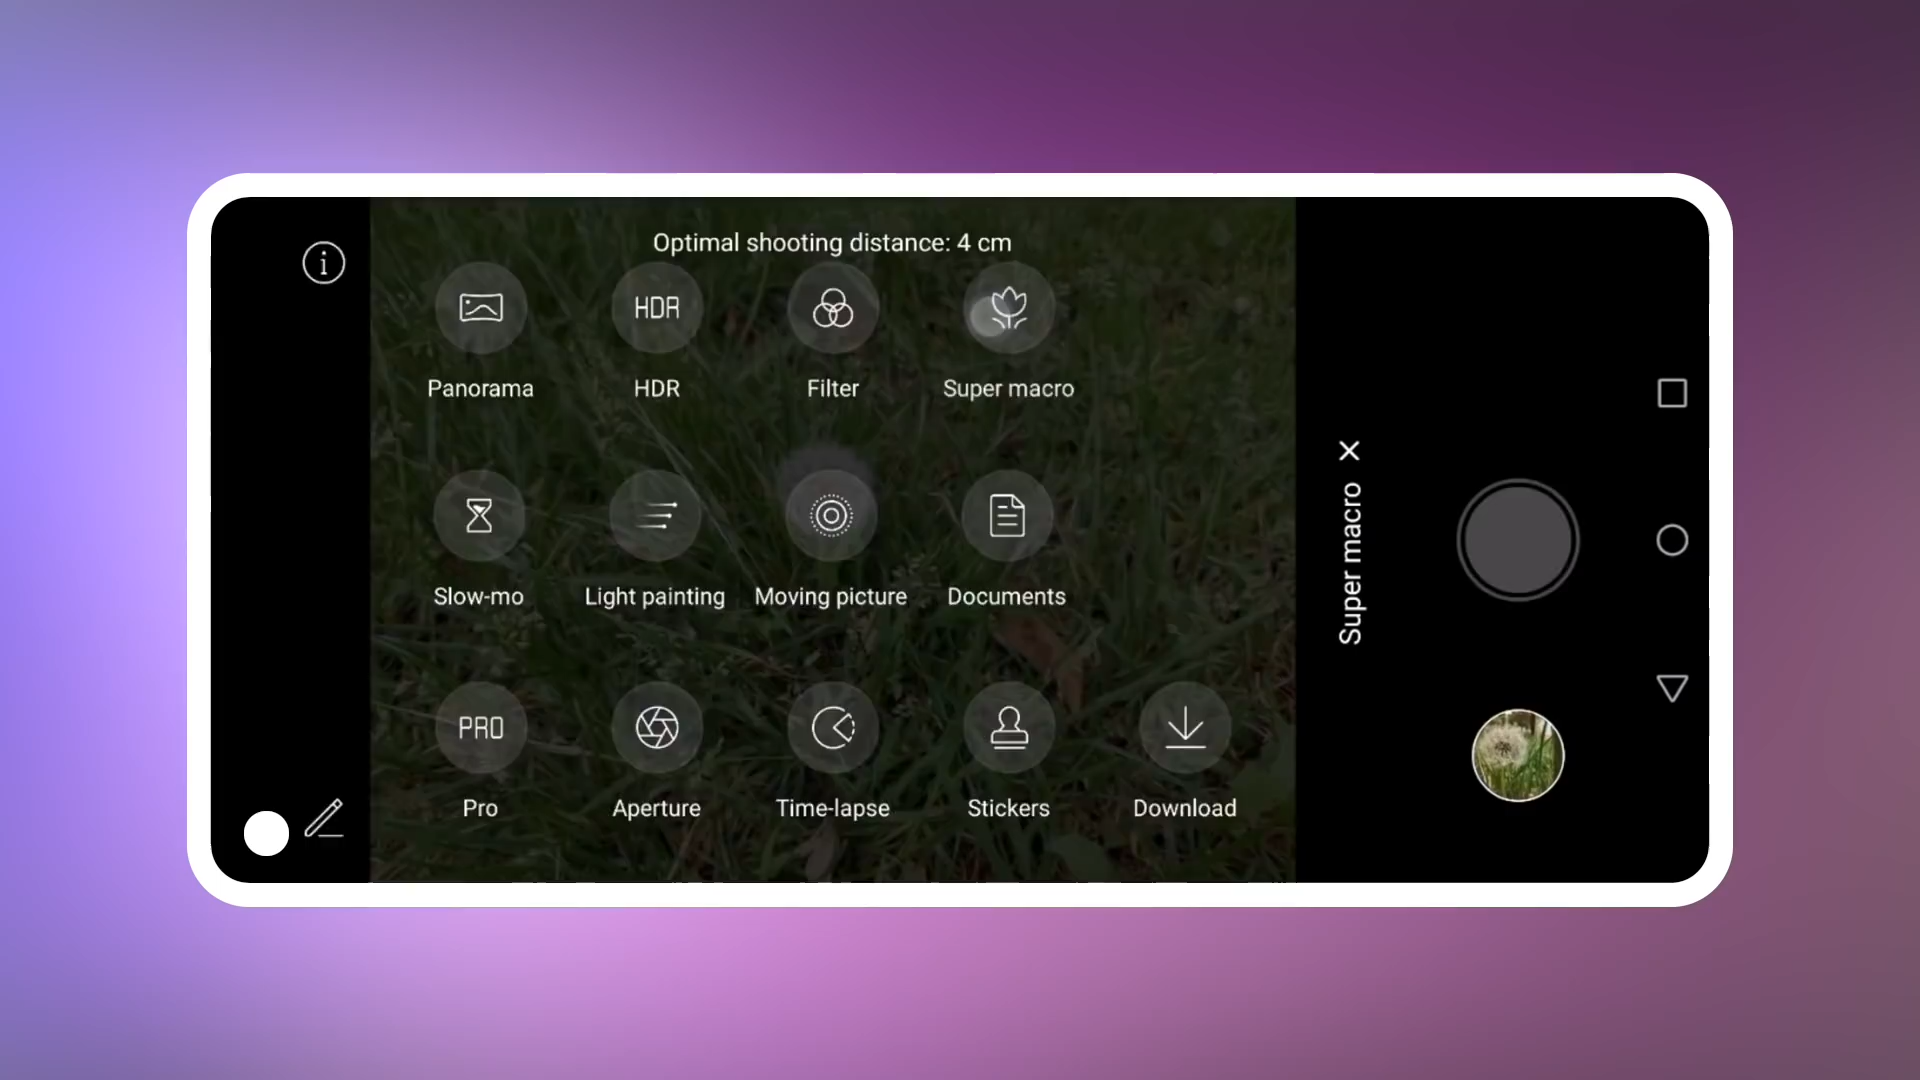 Optimal shooting distance: 4 cm
HDR
Panorama
HDR
Filter
Super macro
Slow-mo
Light painting
Moving picture
Documents
PRO
Pro
Aperture
Time-lapse
Stickers
Download
Super macro